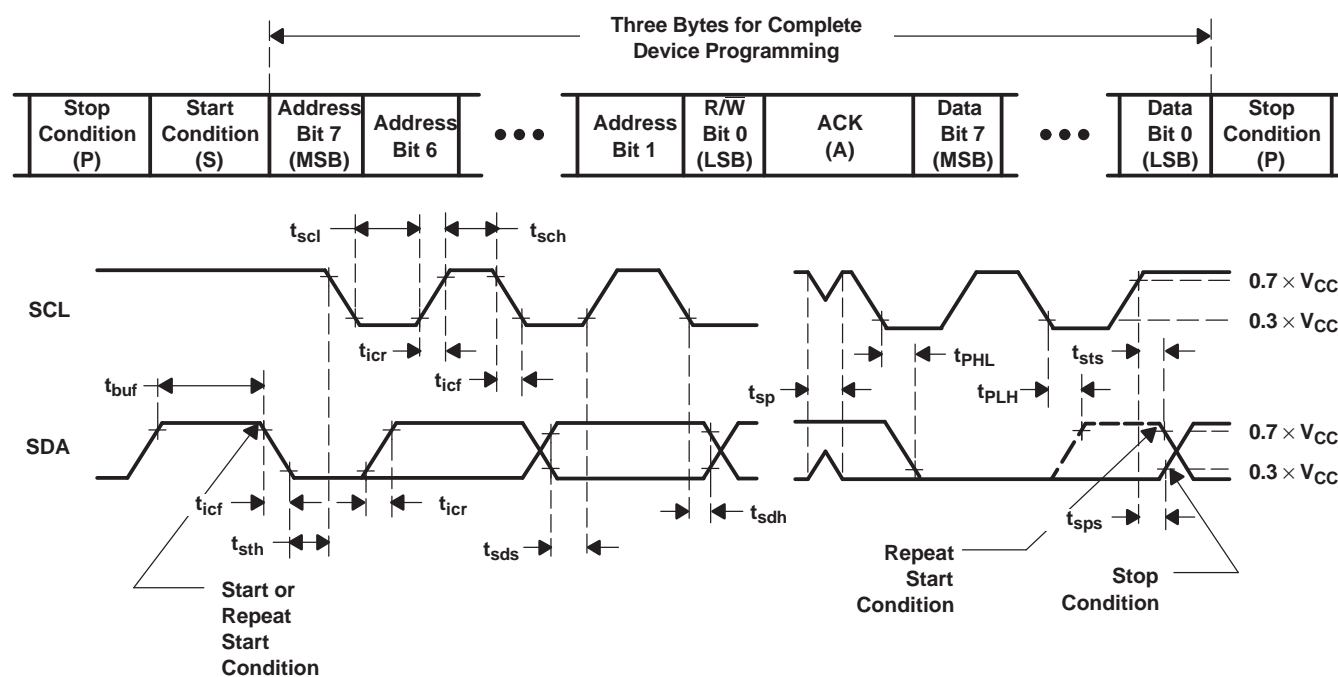 Three Bytes for Complete
Device Programming
Stop
Condition
(P)
Start
Condition
(S)
Address
Bit 7
(MSB)
Address
Bit 6
Address
Bit 1
R/W̅
Bit 0
(LSB)
ACK
(A)
Data
Bit 7
(MSB)
Data
Bit 0
(LSB)
Stop
Condition
(P)
tscl
tsch
SCL
0.7 × VCC
0.3 × VCC
ticr
ticf
tPHL
tsts
tbuf
tsp
tPLH
SDA
0.7 × VCC
0.3 × VCC
ticf
ticr
tsdh
tsth
tsds
tsps
Start or
Repeat
Start
Condition
Repeat
Start
Condition
Stop
Condition